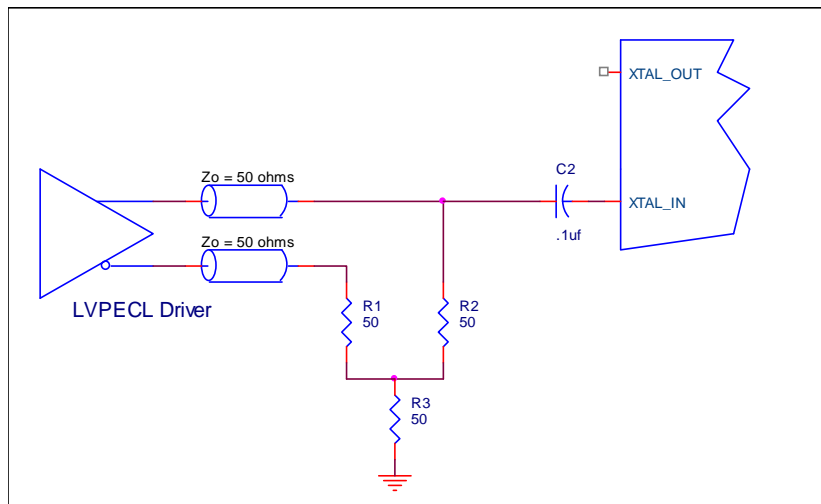 XTAL_OUT
Zo = 50 ohms
C2
XTAL_IN
.1uf
Zo = 50 ohms
LVPECL Driver
R1
50
R2
50
R3
50